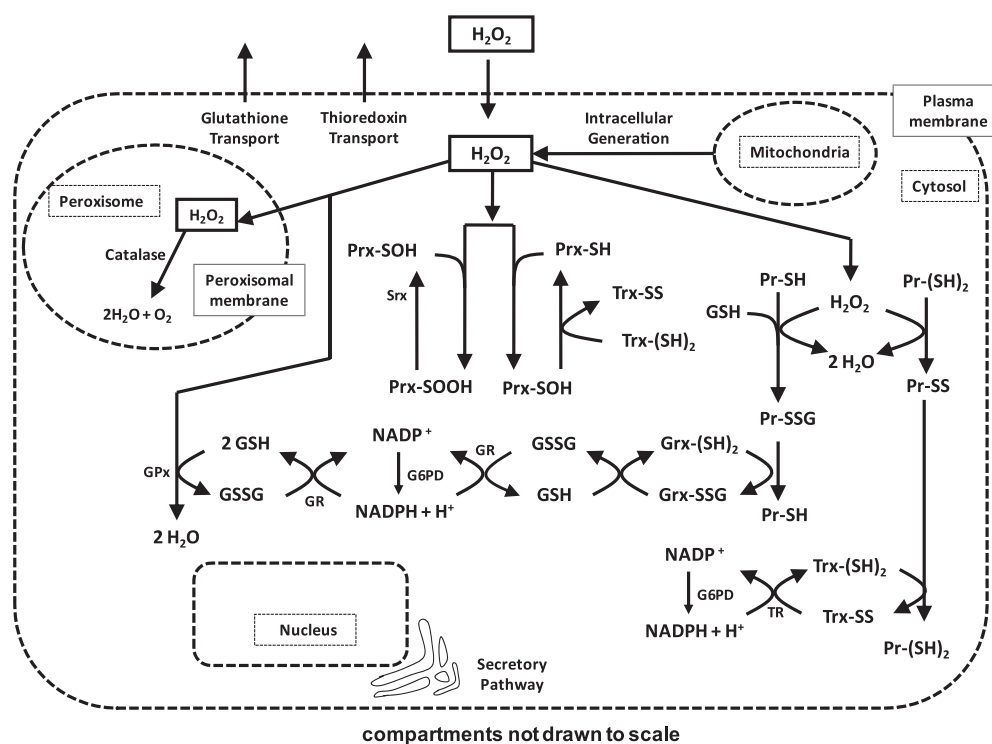 H₂O₂
Plasma
membrane
Glutathione
Transport
Thioredoxin
Transport
Intracellular
Generation
H₂O₂
Mitochondria
Cytosol
Peroxisome
H₂O₂
Catalase
Peroxisomal
membrane
2H₂O + O₂
Prx-SOH
Prx-SH
Srx
Trx-SS
Trx-(SH)₂
Prx-SOOH
Prx-SOH
Pr-SH
Pr-(SH)₂
GSH
H₂O₂
2 H₂O
Pr-SS
Pr-SSG
2 GSH
NADP⁺
GR
GSSG
Grx-(SH)₂
GPx
G6PD
GSSG
GR
NADPH + H⁺
GSH
Grx-SSG
Pr-SH
2 H₂O
NADP⁺
Trx-(SH)₂
G6PD
TR
Trx-SS
NADPH + H⁺
Pr-(SH)₂
Nucleus
Secretory
Pathway
compartments not drawn to scale